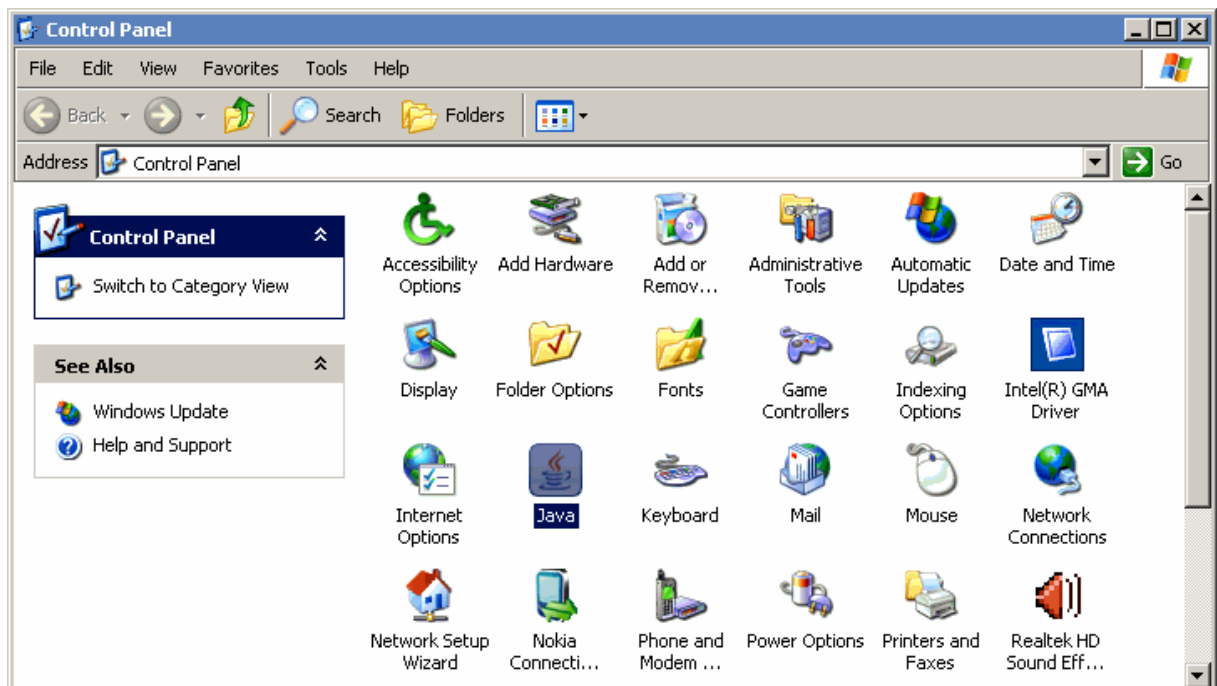 Control Panel
File Edit View Favorites Tools Help
Back Search Folders
Address Control Panel Go
Control Panel
Switch to Category View
See Also
Windows Update
Help and Support
Accessibility Options
Add Hardware
Add or Remov...
Administrative Tools
Automatic Updates
Date and Time
Display
Folder Options
Fonts
Game Controllers
Indexing Options
Intel(R) GMA Driver
Internet Options
Java
Keyboard
Mail
Mouse
Network Connections
Network Setup Wizard
Nokia Connecti...
Phone and Modem ...
Power Options
Printers and Faxes
Realtek HD Sound Eff...